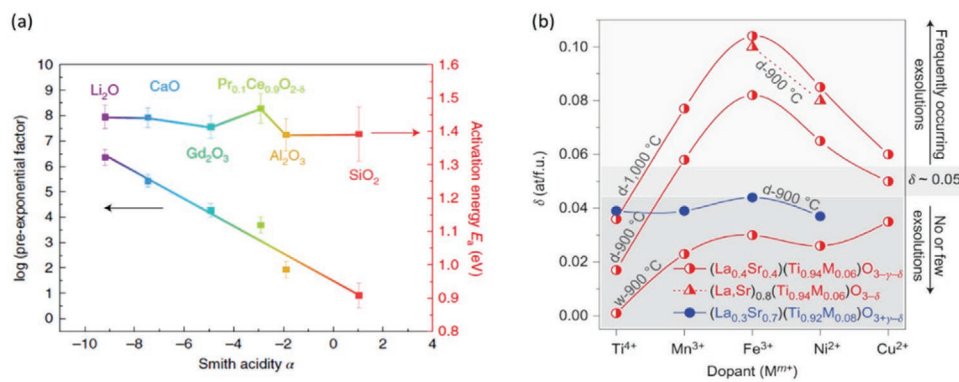 (a)
10
9
8
7
6
5
4
3
2
1
0
log (pre-exponential factor)
Li₂O
CaO
Pr₀.₁Ce₀.₉O₂₋δ
Gd₂O₃
Al₂O₃
SiO₂
1.6
1.5
1.4
1.3
1.2
1.1
1.0
0.9
0.8
Activation energy Eₐ (eV)
−10 −8 −6 −4 −2 0 2 4
Smith acidity α
(b)
0.10
0.08
0.06
0.04
0.02
0.00
δ (at/f.u.)
d-1,000 °C
d-900 °C
d-900 °C
d-900 °C
w-900 °C
(La₀.₄Sr₀.₄)(Ti₀.₉₄M₀.₀₆)O₃₋γ₋δ
(La,Sr)₀.₈(Ti₀.₉₄M₀.₀₆)O₃₋δ
(La₀.₃Sr₀.₇)(Ti₀.₉₂M₀.₀₈)O₃₊γ₋δ
Ti⁴⁺ Mn³⁺ Fe³⁺ Ni²⁺ Cu²⁺
Dopant (Mᵐ⁺)
Frequently occurring
exsolutions
δ ~ 0.05
No or few
exsolutions